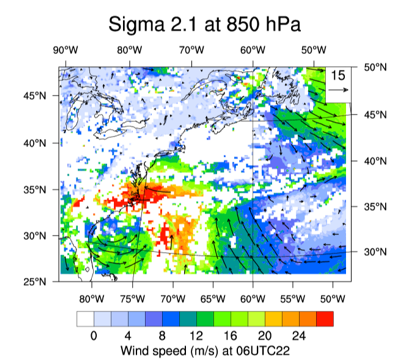 Sigma 2.1 at 850 hPa
90°W 80°W 70°W 60°W 50°W
15
50°N
45°N 45°N
40°N 40°N
35°N 35°N
30°N 30°N
25°N
80°W 75°W 70°W 65°W 60°W 55°W 50°W
0 4 8 12 16 20 24
Wind speed (m/s) at 06UTC22